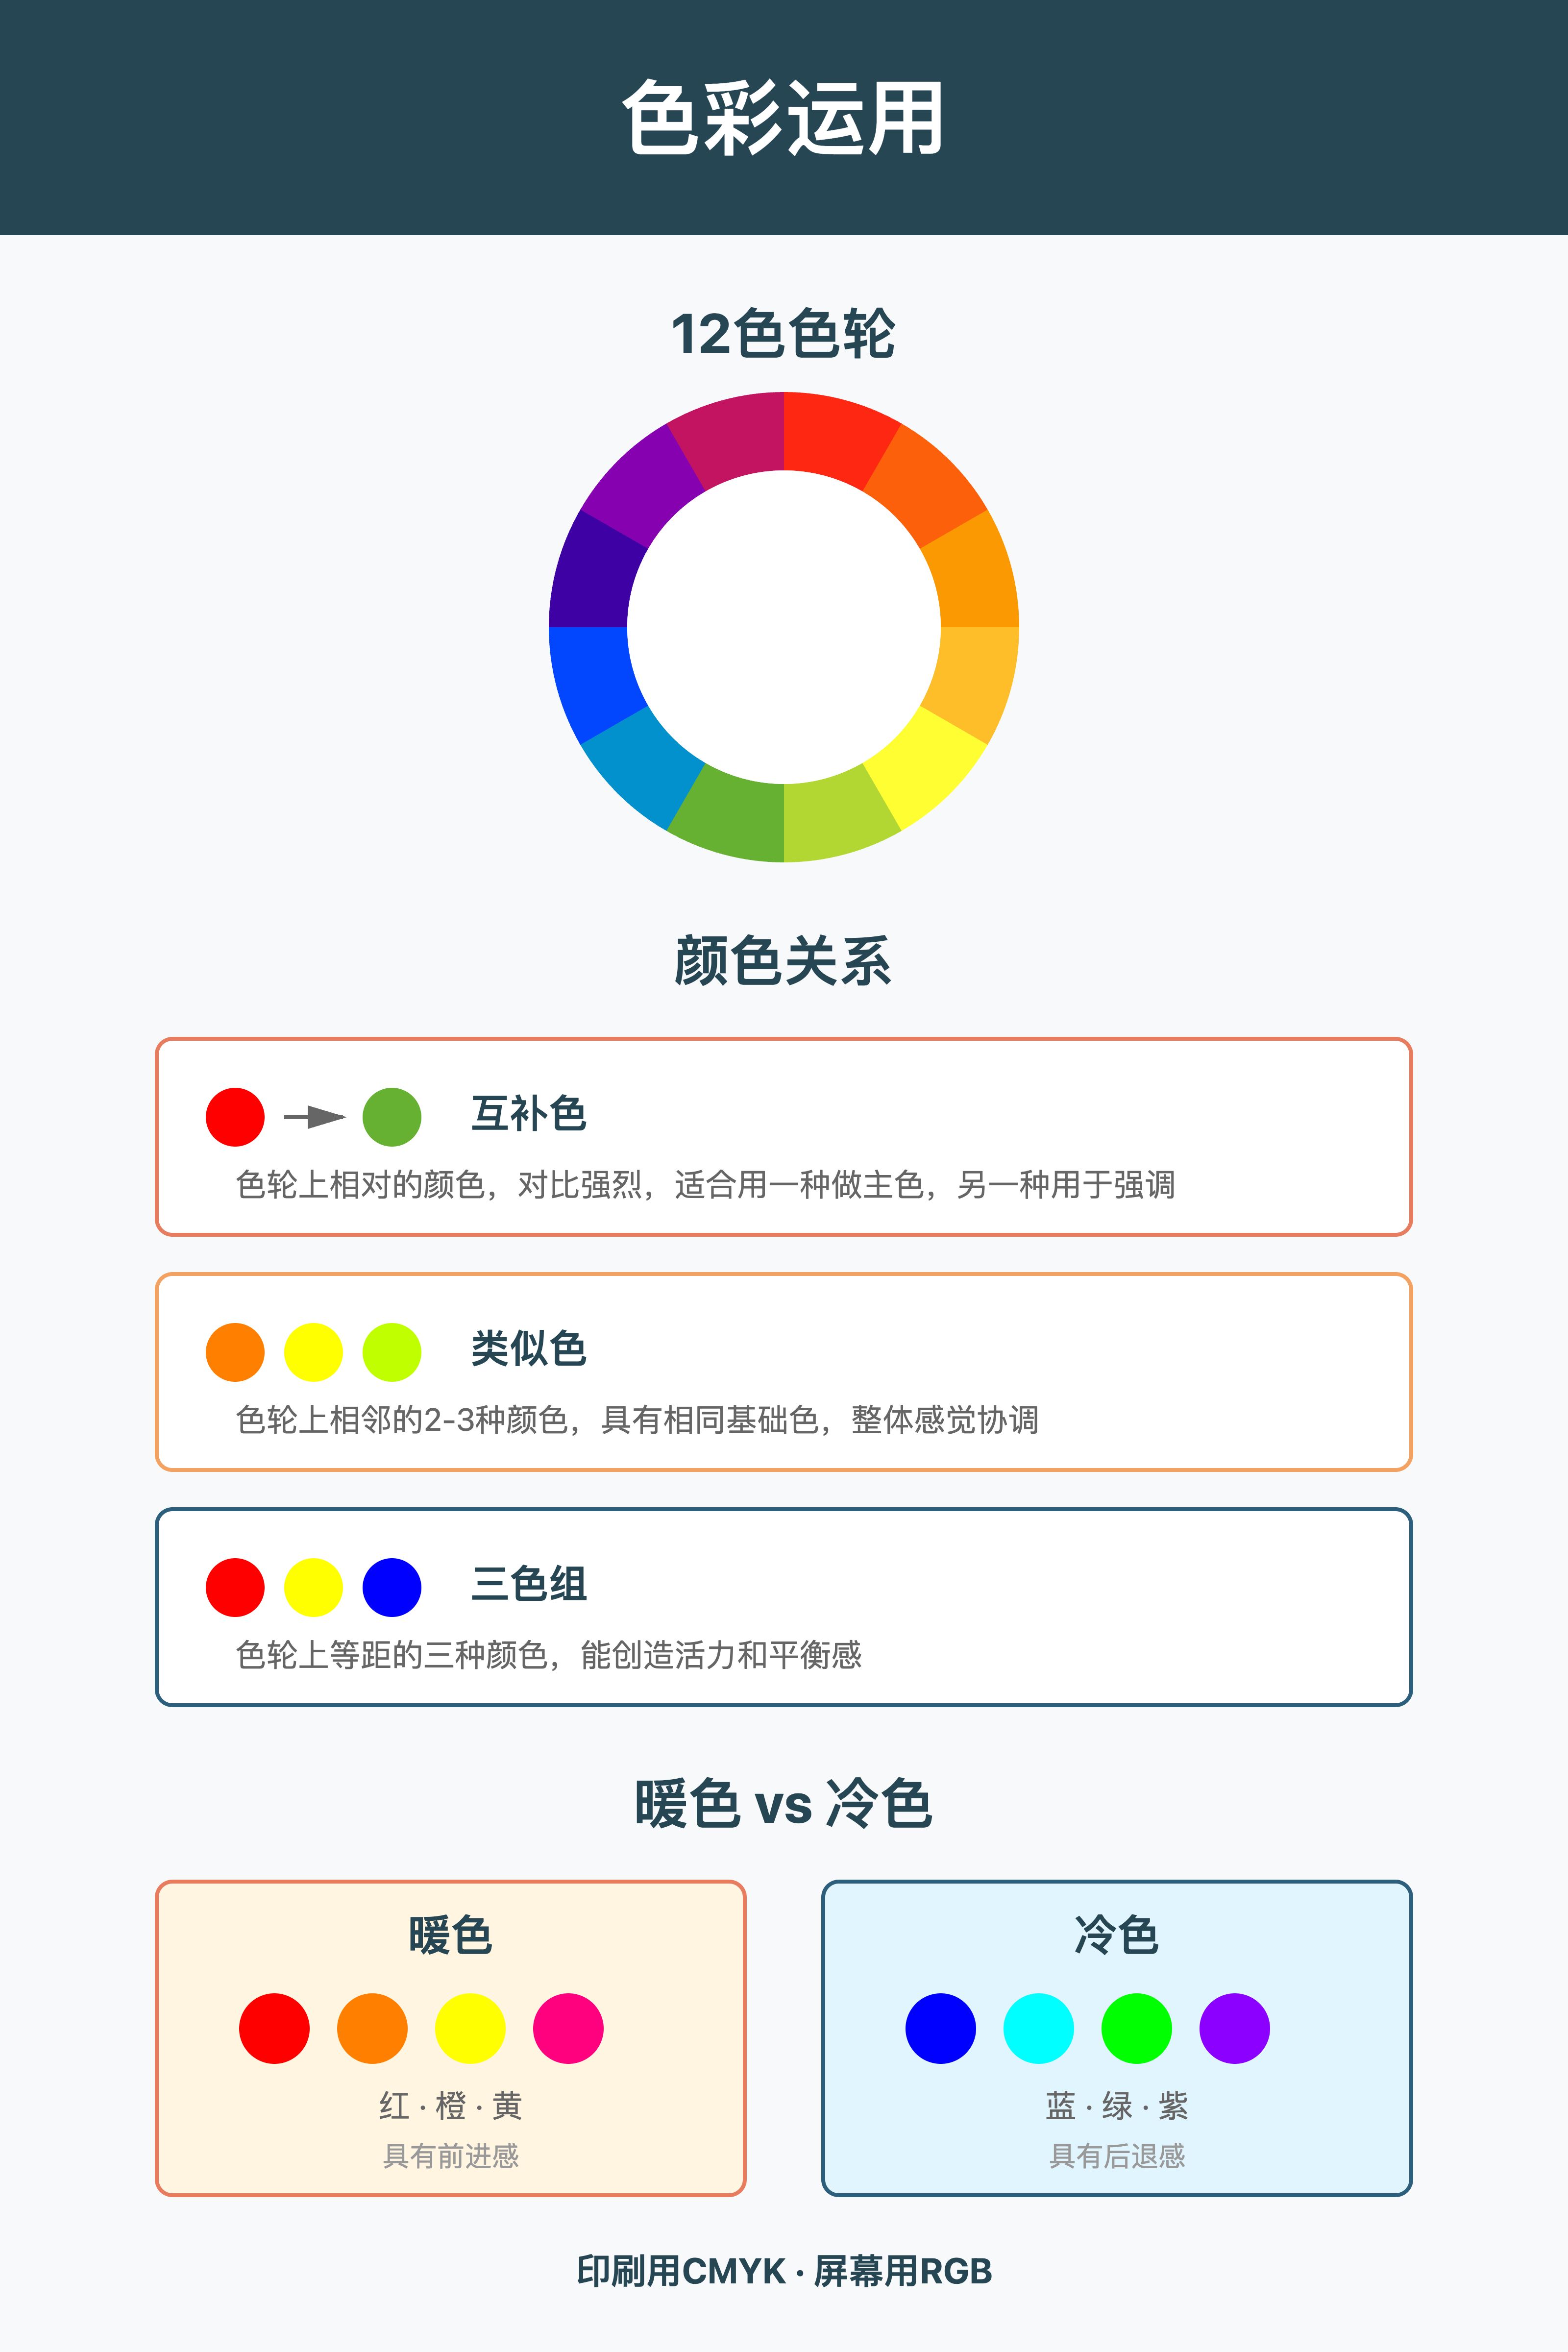 色彩运用
12色色轮
颜色关系
互补色
色轮上相对的颜色，对比强烈，适合用一种做主色，另一种用于强调
类似色
色轮上相邻的2-3种颜色，具有相同基础色，整体感觉协调
三色组
色轮上等距的三种颜色，能创造活力和平衡感
暖色 vs 冷色
暖色
红 · 橙 · 黄
具有前进感
冷色
蓝 · 绿 · 紫
具有后退感
印刷用CMYK · 屏幕用RGB